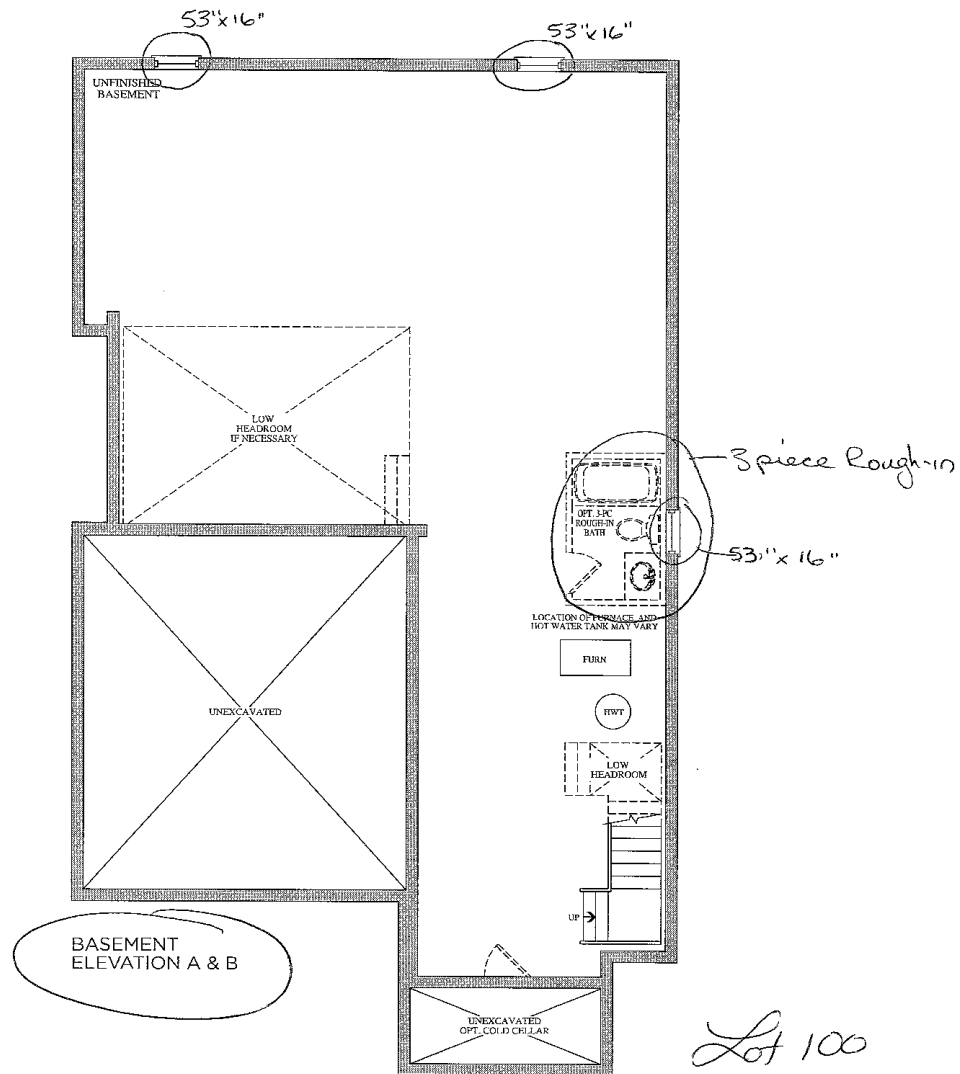 53"x16"
53"x16"
UNFINISHED
BASEMENT
LOW
HEADROOM
IF NECESSARY
3 piece Rough-in
OPT. 3-PC
ROUGH-IN
BATH
53"x 16"
LOCATION OF FURNACE AND
HOT WATER TANK MAY VARY
FURN
UNEXCAVATED
HWT
LOW
HEADROOM
UP
BASEMENT
ELEVATION A & B
UNEXCAVATED
OPT. COLD CELLAR
Lot 100